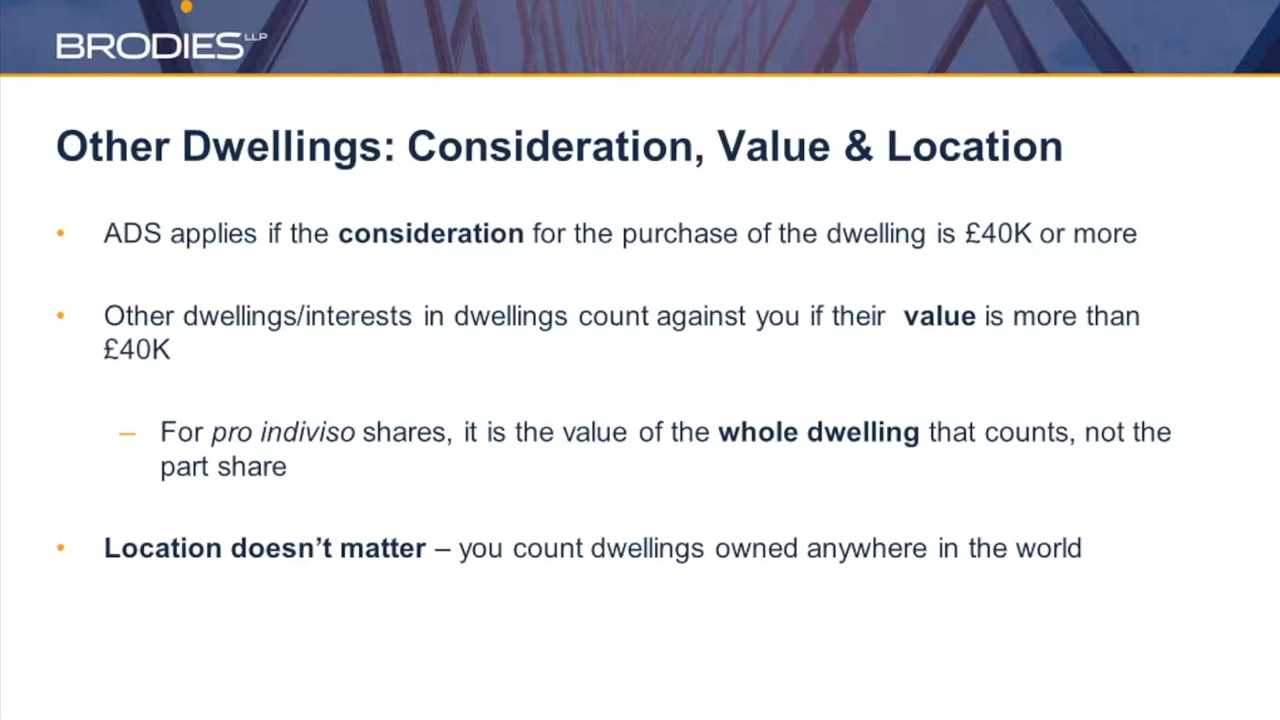 BRODIES LLP
Other Dwellings: Consideration, Value & Location
• ADS applies if the consideration for the purchase of the dwelling is £40K or more
• Other dwellings/interests in dwellings count against you if their value is more than
£40K
– For pro indiviso shares, it is the value of the whole dwelling that counts, not the
part share
• Location doesn’t matter – you count dwellings owned anywhere in the world